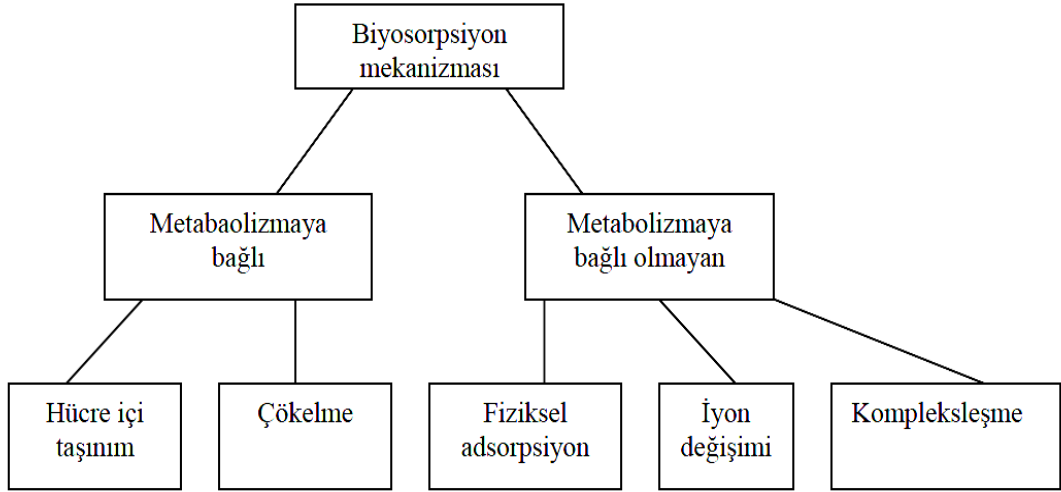 Biyosorpsiyon
mekanizması
Metabaolizmaya
bağlı
Metabolizmaya
bağlı olmayan
Hücre içi
taşınım
Çökelme
Fiziksel
adsorpsiyon
İyon
değişimi
Kompleksleşme